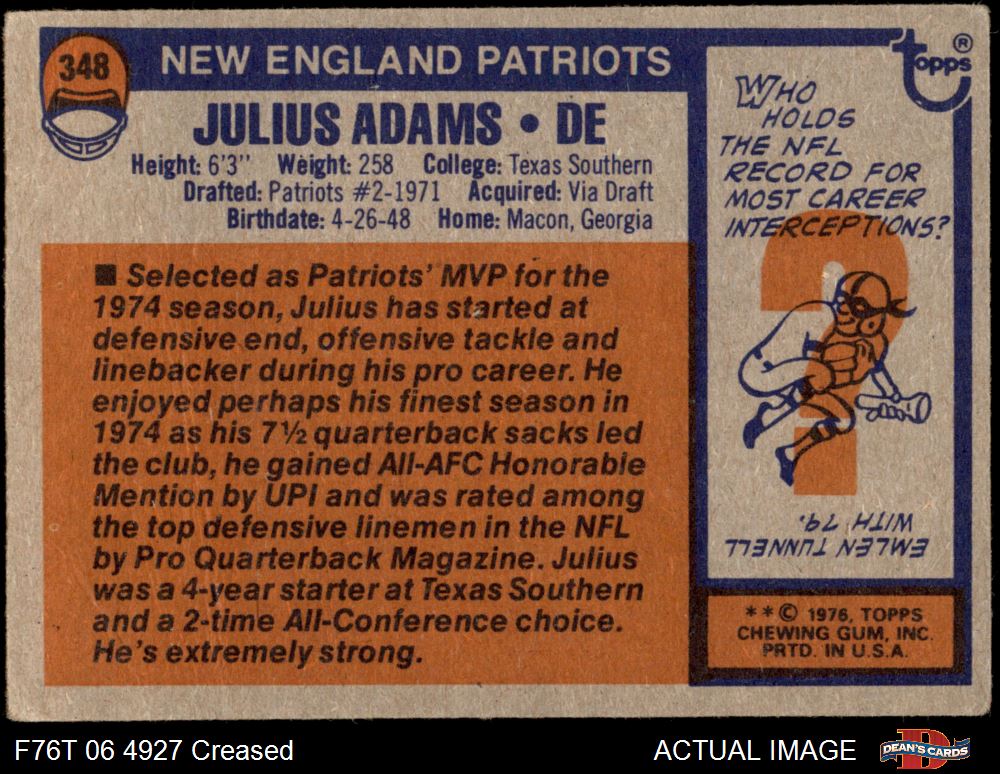 348
NEW ENGLAND PATRIOTS
JULIUS ADAMS • DE
Height: 6'3'' Weight: 258 College: Texas Southern
Drafted: Patriots #2-1971 Acquired: Via Draft
Birthdate: 4-26-48 Home: Macon, Georgia
■ Selected as Patriots' MVP for the
1974 season, Julius has started at
defensive end, offensive tackle and
linebacker during his pro career. He
enjoyed perhaps his finest season in
1974 as his 7½ quarterback sacks led
the club, he gained All-AFC Honorable
Mention by UPI and was rated among
the top defensive linemen in the NFL
by Pro Quarterback Magazine. Julius
was a 4-year starter at Texas Southern
and a 2-time All-Conference choice.
He's extremely strong.
topps ®
WHO
HOLDS
THE NFL
RECORD FOR
MOST CAREER
INTERCEPTIONS?
?
EMLEN TUNNELL
WITH 79.
**© 1976, TOPPS
CHEWING GUM, INC.
PRTD. IN U.S.A.
F76T 06 4927 Creased
ACTUAL IMAGE
DEAN'S CARDS